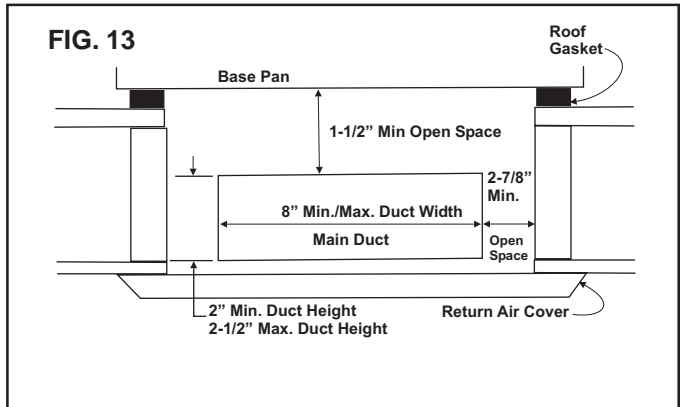 FIG. 13
Roof
Gasket
Base Pan
1-1/2” Min Open Space
2-7/8”
Min.
8” Min./Max. Duct Width
Main Duct
Open
Space
2” Min. Duct Height
2-1/2” Max. Duct Height
Return Air Cover